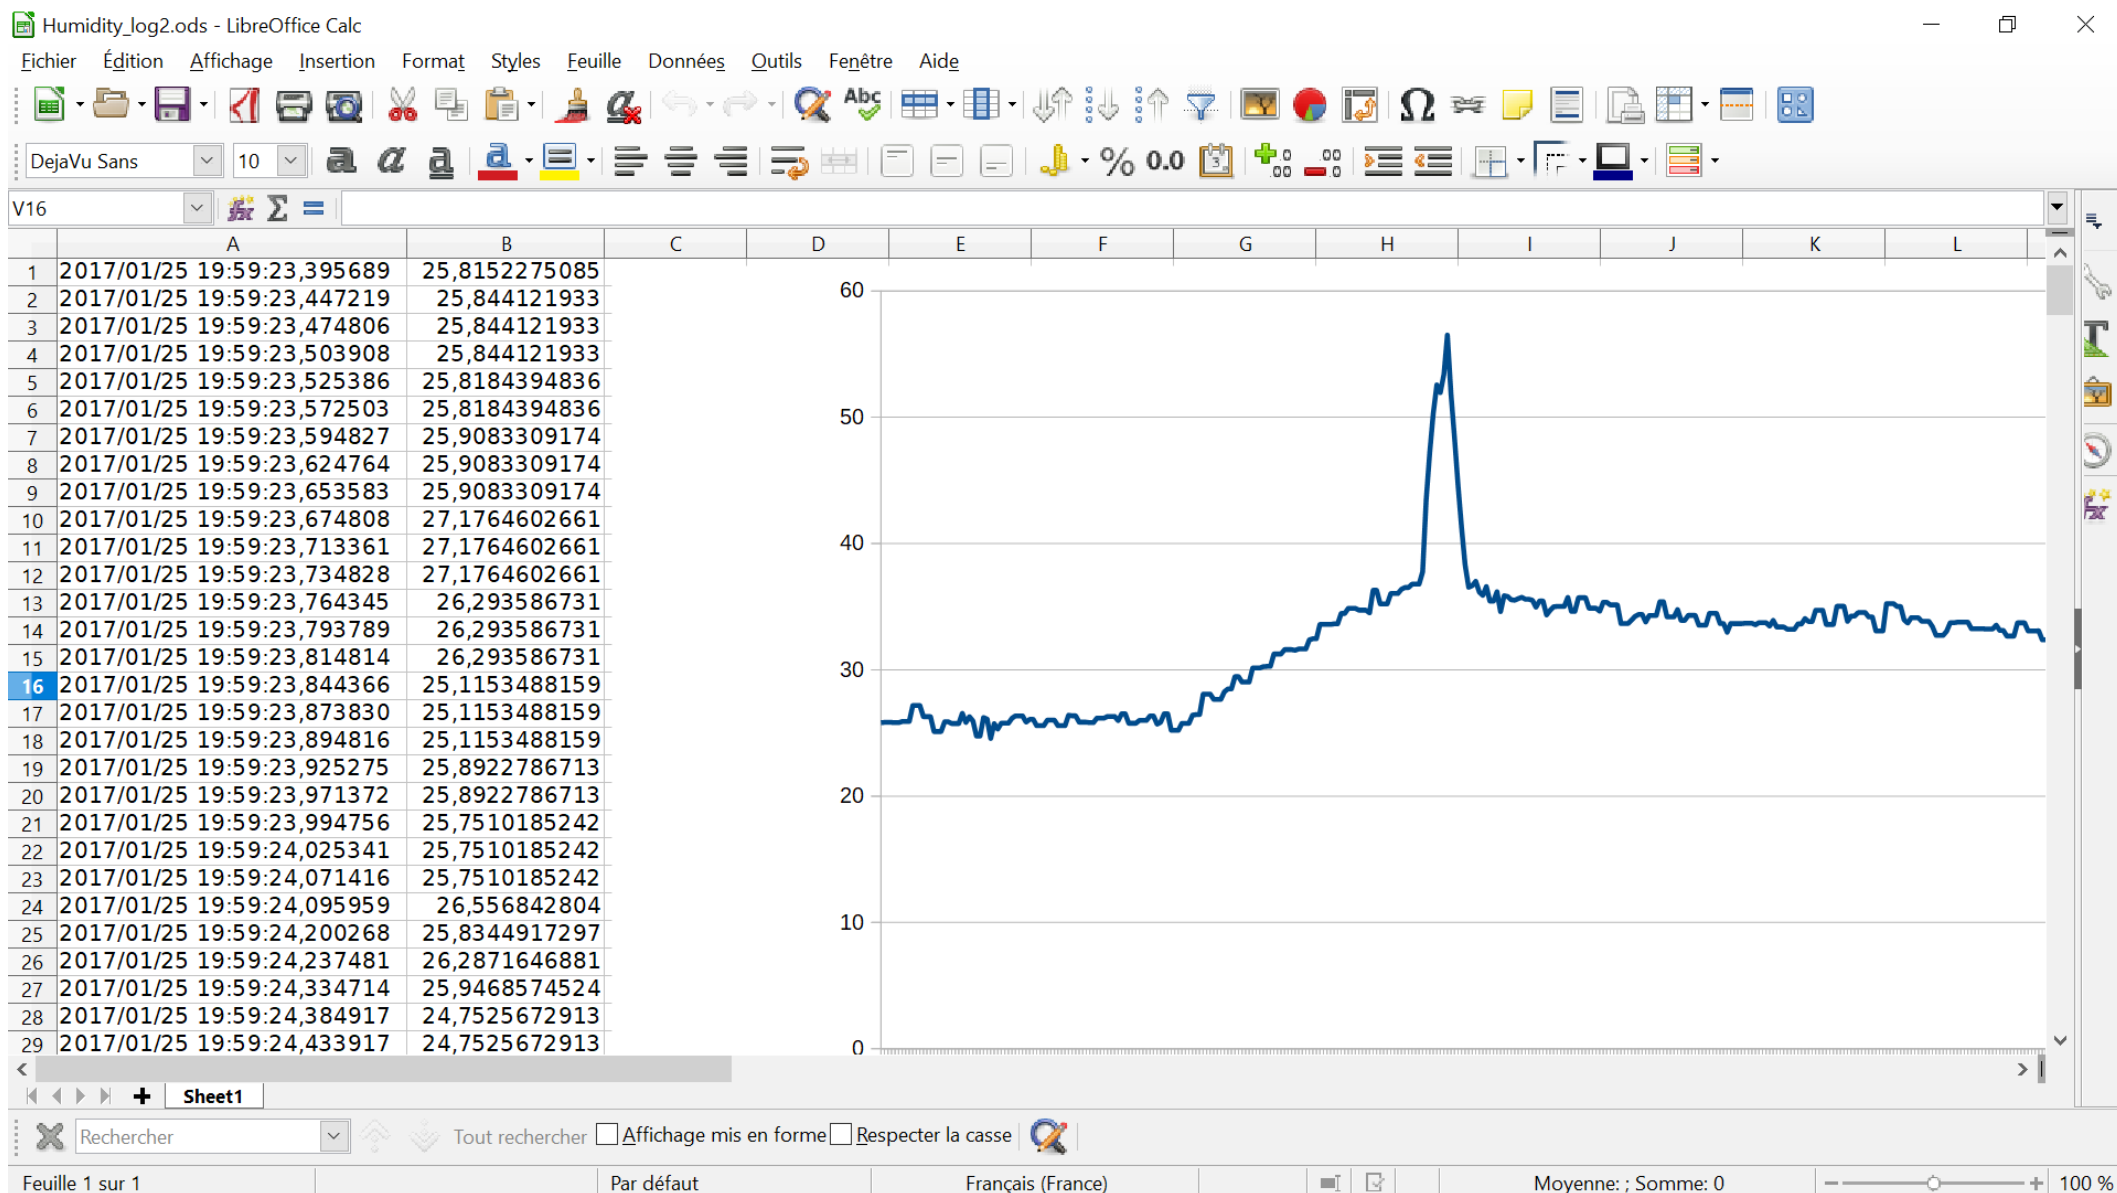 Humidity_log2.ods - LibreOffice Calc
Fichier Édition Affichage Insertion Format Styles Feuille Données Outils Fenêtre Aide
Abc
DejaVu Sans 10 a a a a % 0.0
V16
A B C D E F G H I J K L
1 2017/01/25 19:59:23,395689 25,8152275085
2 2017/01/25 19:59:23,447219 25,844121933
3 2017/01/25 19:59:23,474806 25,844121933
4 2017/01/25 19:59:23,503908 25,844121933
5 2017/01/25 19:59:23,525386 25,8184394836
6 2017/01/25 19:59:23,572503 25,8184394836
7 2017/01/25 19:59:23,594827 25,9083309174
8 2017/01/25 19:59:23,624764 25,9083309174
9 2017/01/25 19:59:23,653583 25,9083309174
10 2017/01/25 19:59:23,674808 27,1764602661
11 2017/01/25 19:59:23,713361 27,1764602661
12 2017/01/25 19:59:23,734828 27,1764602661
13 2017/01/25 19:59:23,764345 26,293586731
14 2017/01/25 19:59:23,793789 26,293586731
15 2017/01/25 19:59:23,814814 26,293586731
16 2017/01/25 19:59:23,844366 25,1153488159
17 2017/01/25 19:59:23,873830 25,1153488159
18 2017/01/25 19:59:23,894816 25,1153488159
19 2017/01/25 19:59:23,925275 25,8922786713
20 2017/01/25 19:59:23,971372 25,8922786713
21 2017/01/25 19:59:23,994756 25,7510185242
22 2017/01/25 19:59:24,025341 25,7510185242
23 2017/01/25 19:59:24,071416 25,7510185242
24 2017/01/25 19:59:24,095959 26,556842804
25 2017/01/25 19:59:24,200268 25,8344917297
26 2017/01/25 19:59:24,237481 26,2871646881
27 2017/01/25 19:59:24,334714 25,9468574524
28 2017/01/25 19:59:24,384917 24,7525672913
29 2017/01/25 19:59:24,433917 24,7525672913
60
50
40
30
20
10
0
Sheet1
Rechercher Tout rechercher Affichage mis en forme Respecter la casse
Feuille 1 sur 1 Par défaut Français (France) Moyenne: ; Somme: 0 100 %